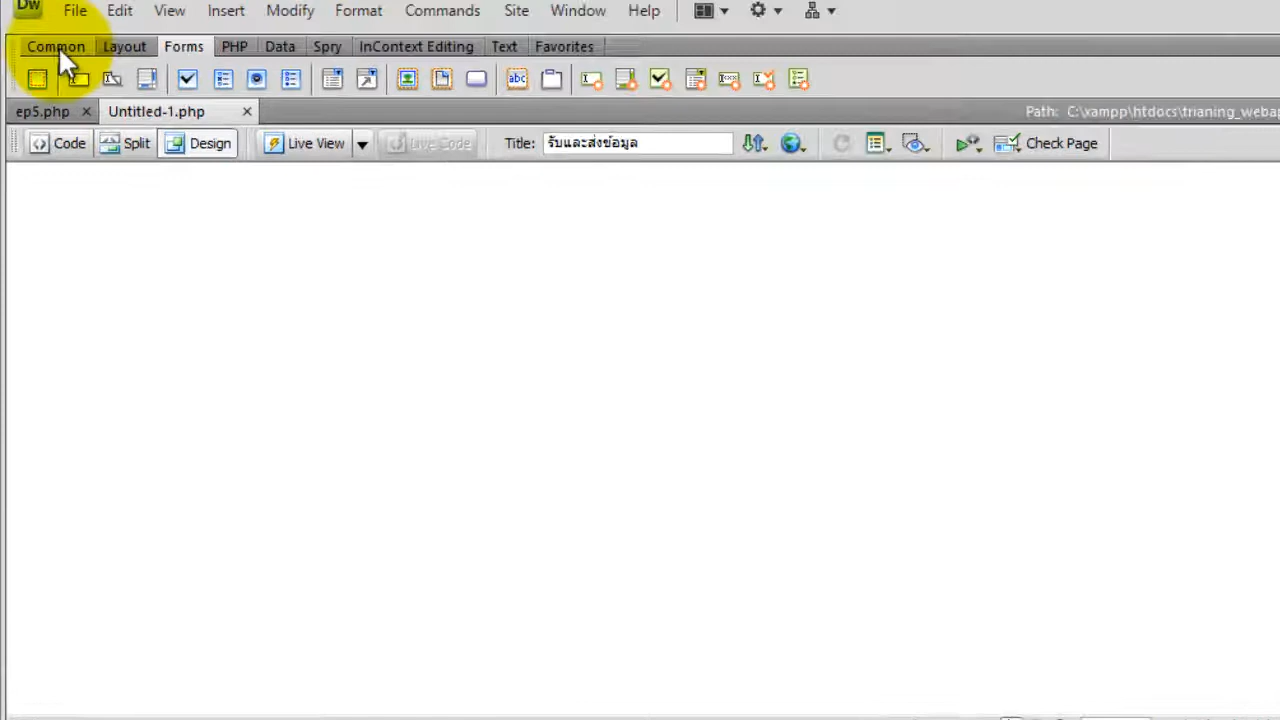 Dw File Edit View Insert Modify Format Commands Site Window Help
Common Layout Forms PHP Data Spry InContext Editing Text Favorites
abc
ep5.php Untitled-1.php Path: C:\xampp\htdocs\trianing_weba
Code Split Design Live View Live Code Title: รับและส่งข้อมูล Check Page